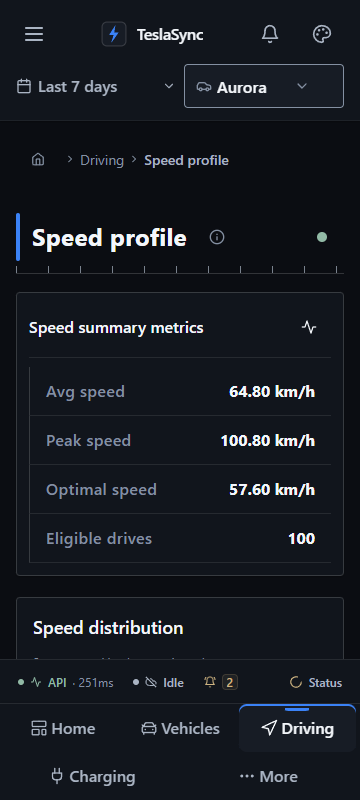 TeslaSync
Last 7 days
Aurora
Driving
Speed profile
Speed profile
Speed summary metrics
Avg speed 64.80 km/h
Peak speed 100.80 km/h
Optimal speed 57.60 km/h
Eligible drives 100
Speed distribution
API · 251ms Idle 2 Status
Home Vehicles Driving
Charging More